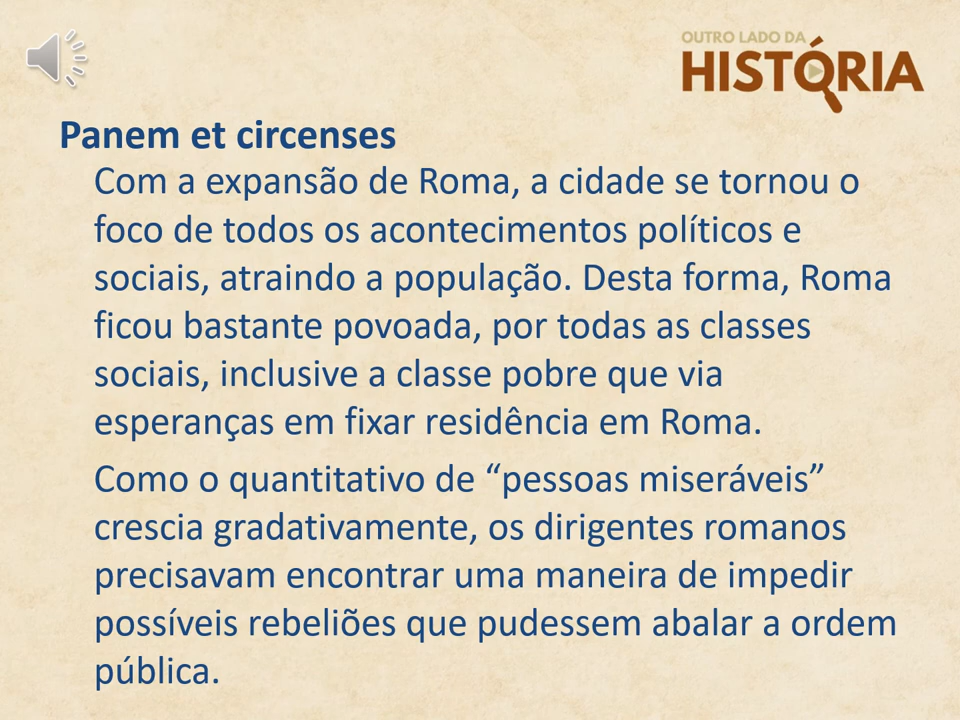 OUTRO LADO DA
HISTÓRIA
Panem et circenses
Com a expansão de Roma, a cidade se tornou o
foco de todos os acontecimentos políticos e
sociais, atraindo a população. Desta forma, Roma
ficou bastante povoada, por todas as classes
sociais, inclusive a classe pobre que via
esperanças em fixar residência em Roma.
Como o quantitativo de “pessoas miseráveis”
crescia gradativamente, os dirigentes romanos
precisavam encontrar uma maneira de impedir
possíveis rebeliões que pudessem abalar a ordem
pública.